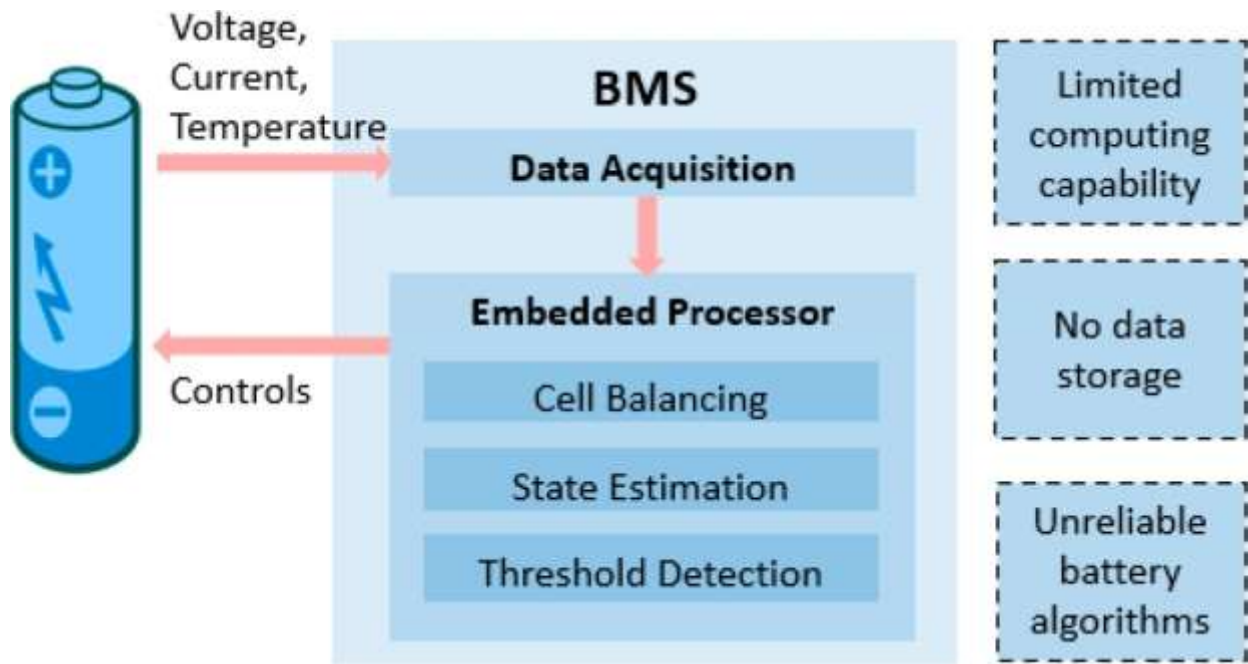 Voltage,
Current,
Temperature
Controls
BMS
Data Acquisition
Embedded Processor
Cell Balancing
State Estimation
Threshold Detection
Limited
computing
capability
No data
storage
Unreliable
battery
algorithms